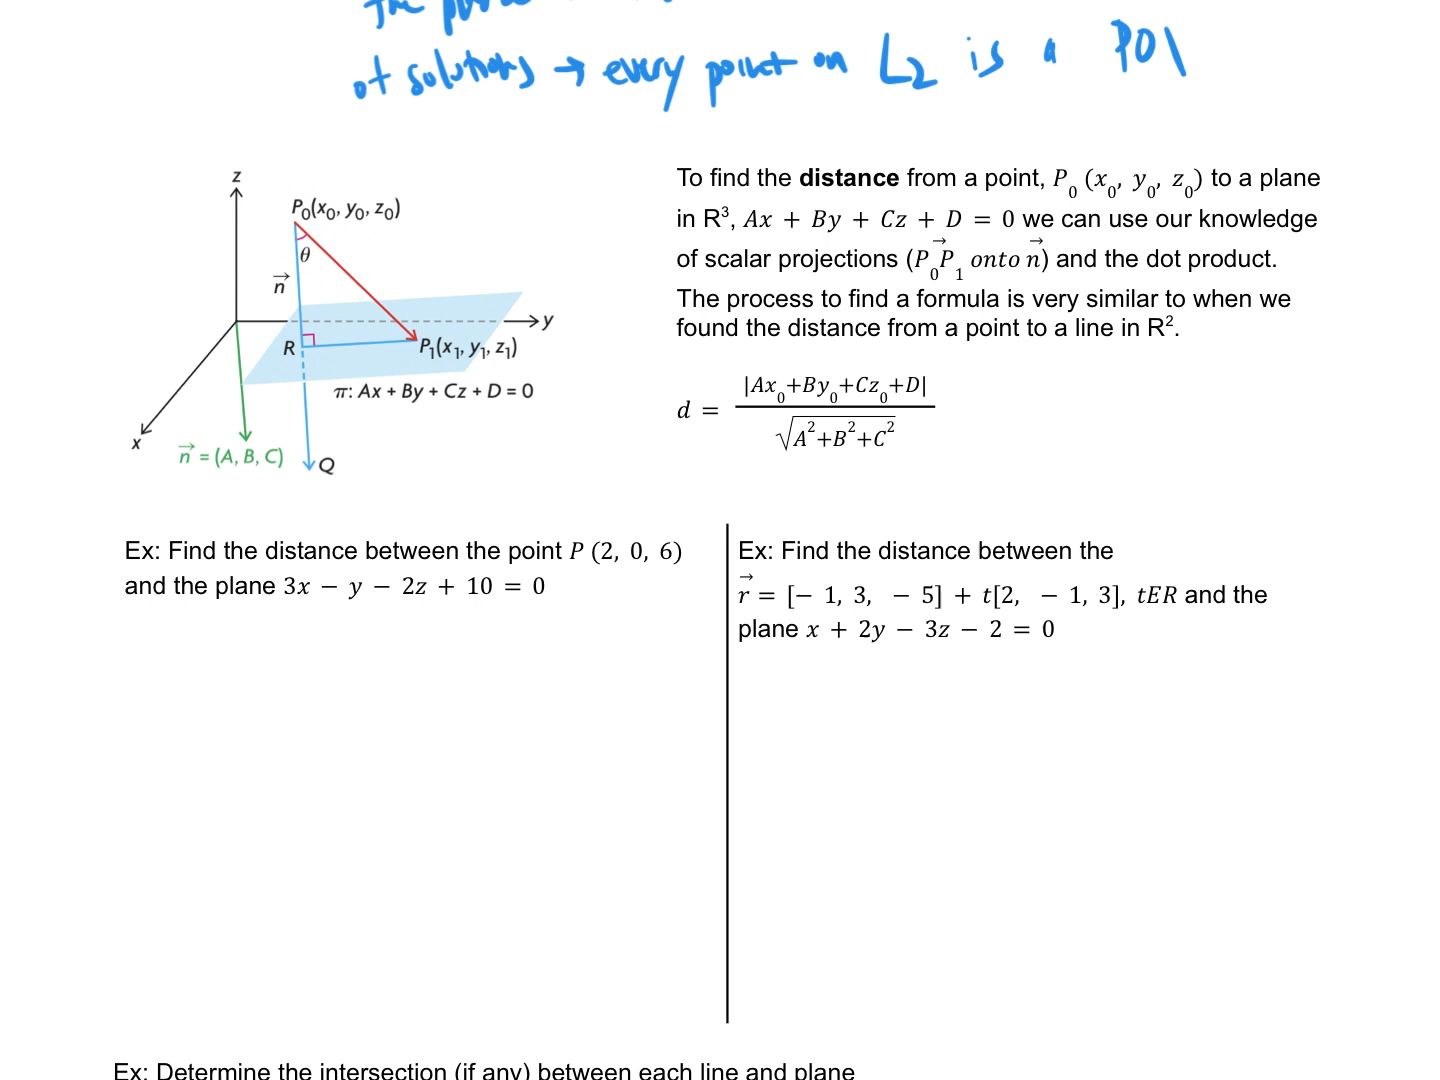 The
of solutions → every point on L2 is a POI
z
P₀(x₀, y₀, z₀)
θ
n⃗
y
R
P₁(x₁, y₁, z₁)
π: Ax + By + Cz + D = 0
x
n⃗ = (A, B, C)
Q
To find the distance from a point, P₀ (x₀, y₀, z₀) to a plane
in R³, Ax + By + Cz + D = 0 we can use our knowledge
of scalar projections (P₀P₁⃗ onto n⃗) and the dot product.
The process to find a formula is very similar to when we
found the distance from a point to a line in R².
d = |Ax₀+By₀+Cz₀+D| / √A²+B²+C²
Ex: Find the distance between the point P (2, 0, 6)
and the plane 3x − y − 2z + 10 = 0
Ex: Find the distance between the
r⃗ = [− 1, 3, − 5] + t[2, − 1, 3], tER and the
plane x + 2y − 3z − 2 = 0
Ex: Determine the intersection (if any) between each line and plane